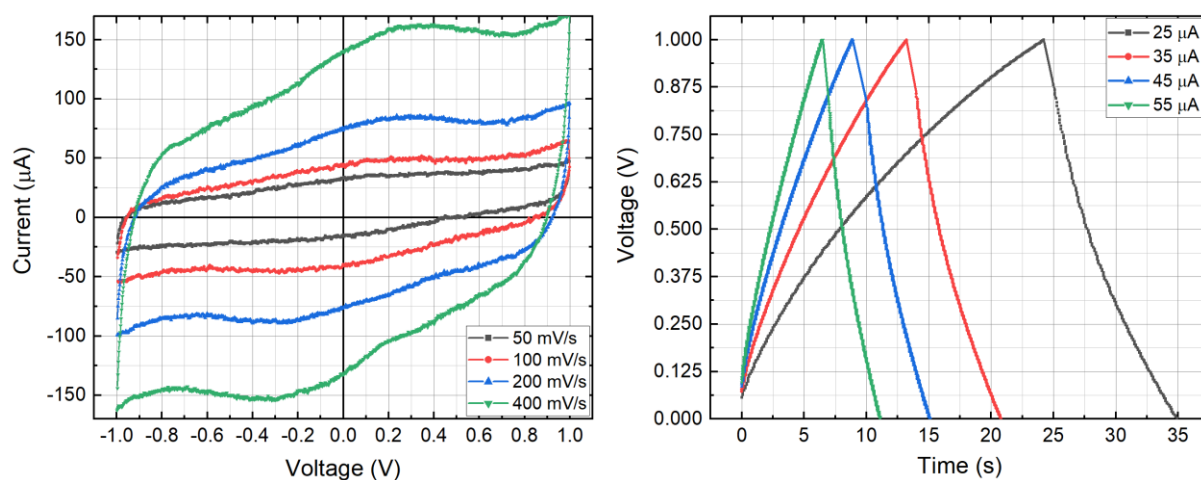 150
100
50
0
-50
-100
-150
Current (μA)
-1.0 -0.8 -0.6 -0.4 -0.2 0.0 0.2 0.4 0.6 0.8 1.0
Voltage (V)
50 mV/s
100 mV/s
200 mV/s
400 mV/s
1.000
0.875
0.750
0.625
0.500
0.375
0.250
0.125
0.000
Voltage (V)
0 5 10 15 20 25 30 35
Time (s)
25 μA
35 μA
45 μA
55 μA